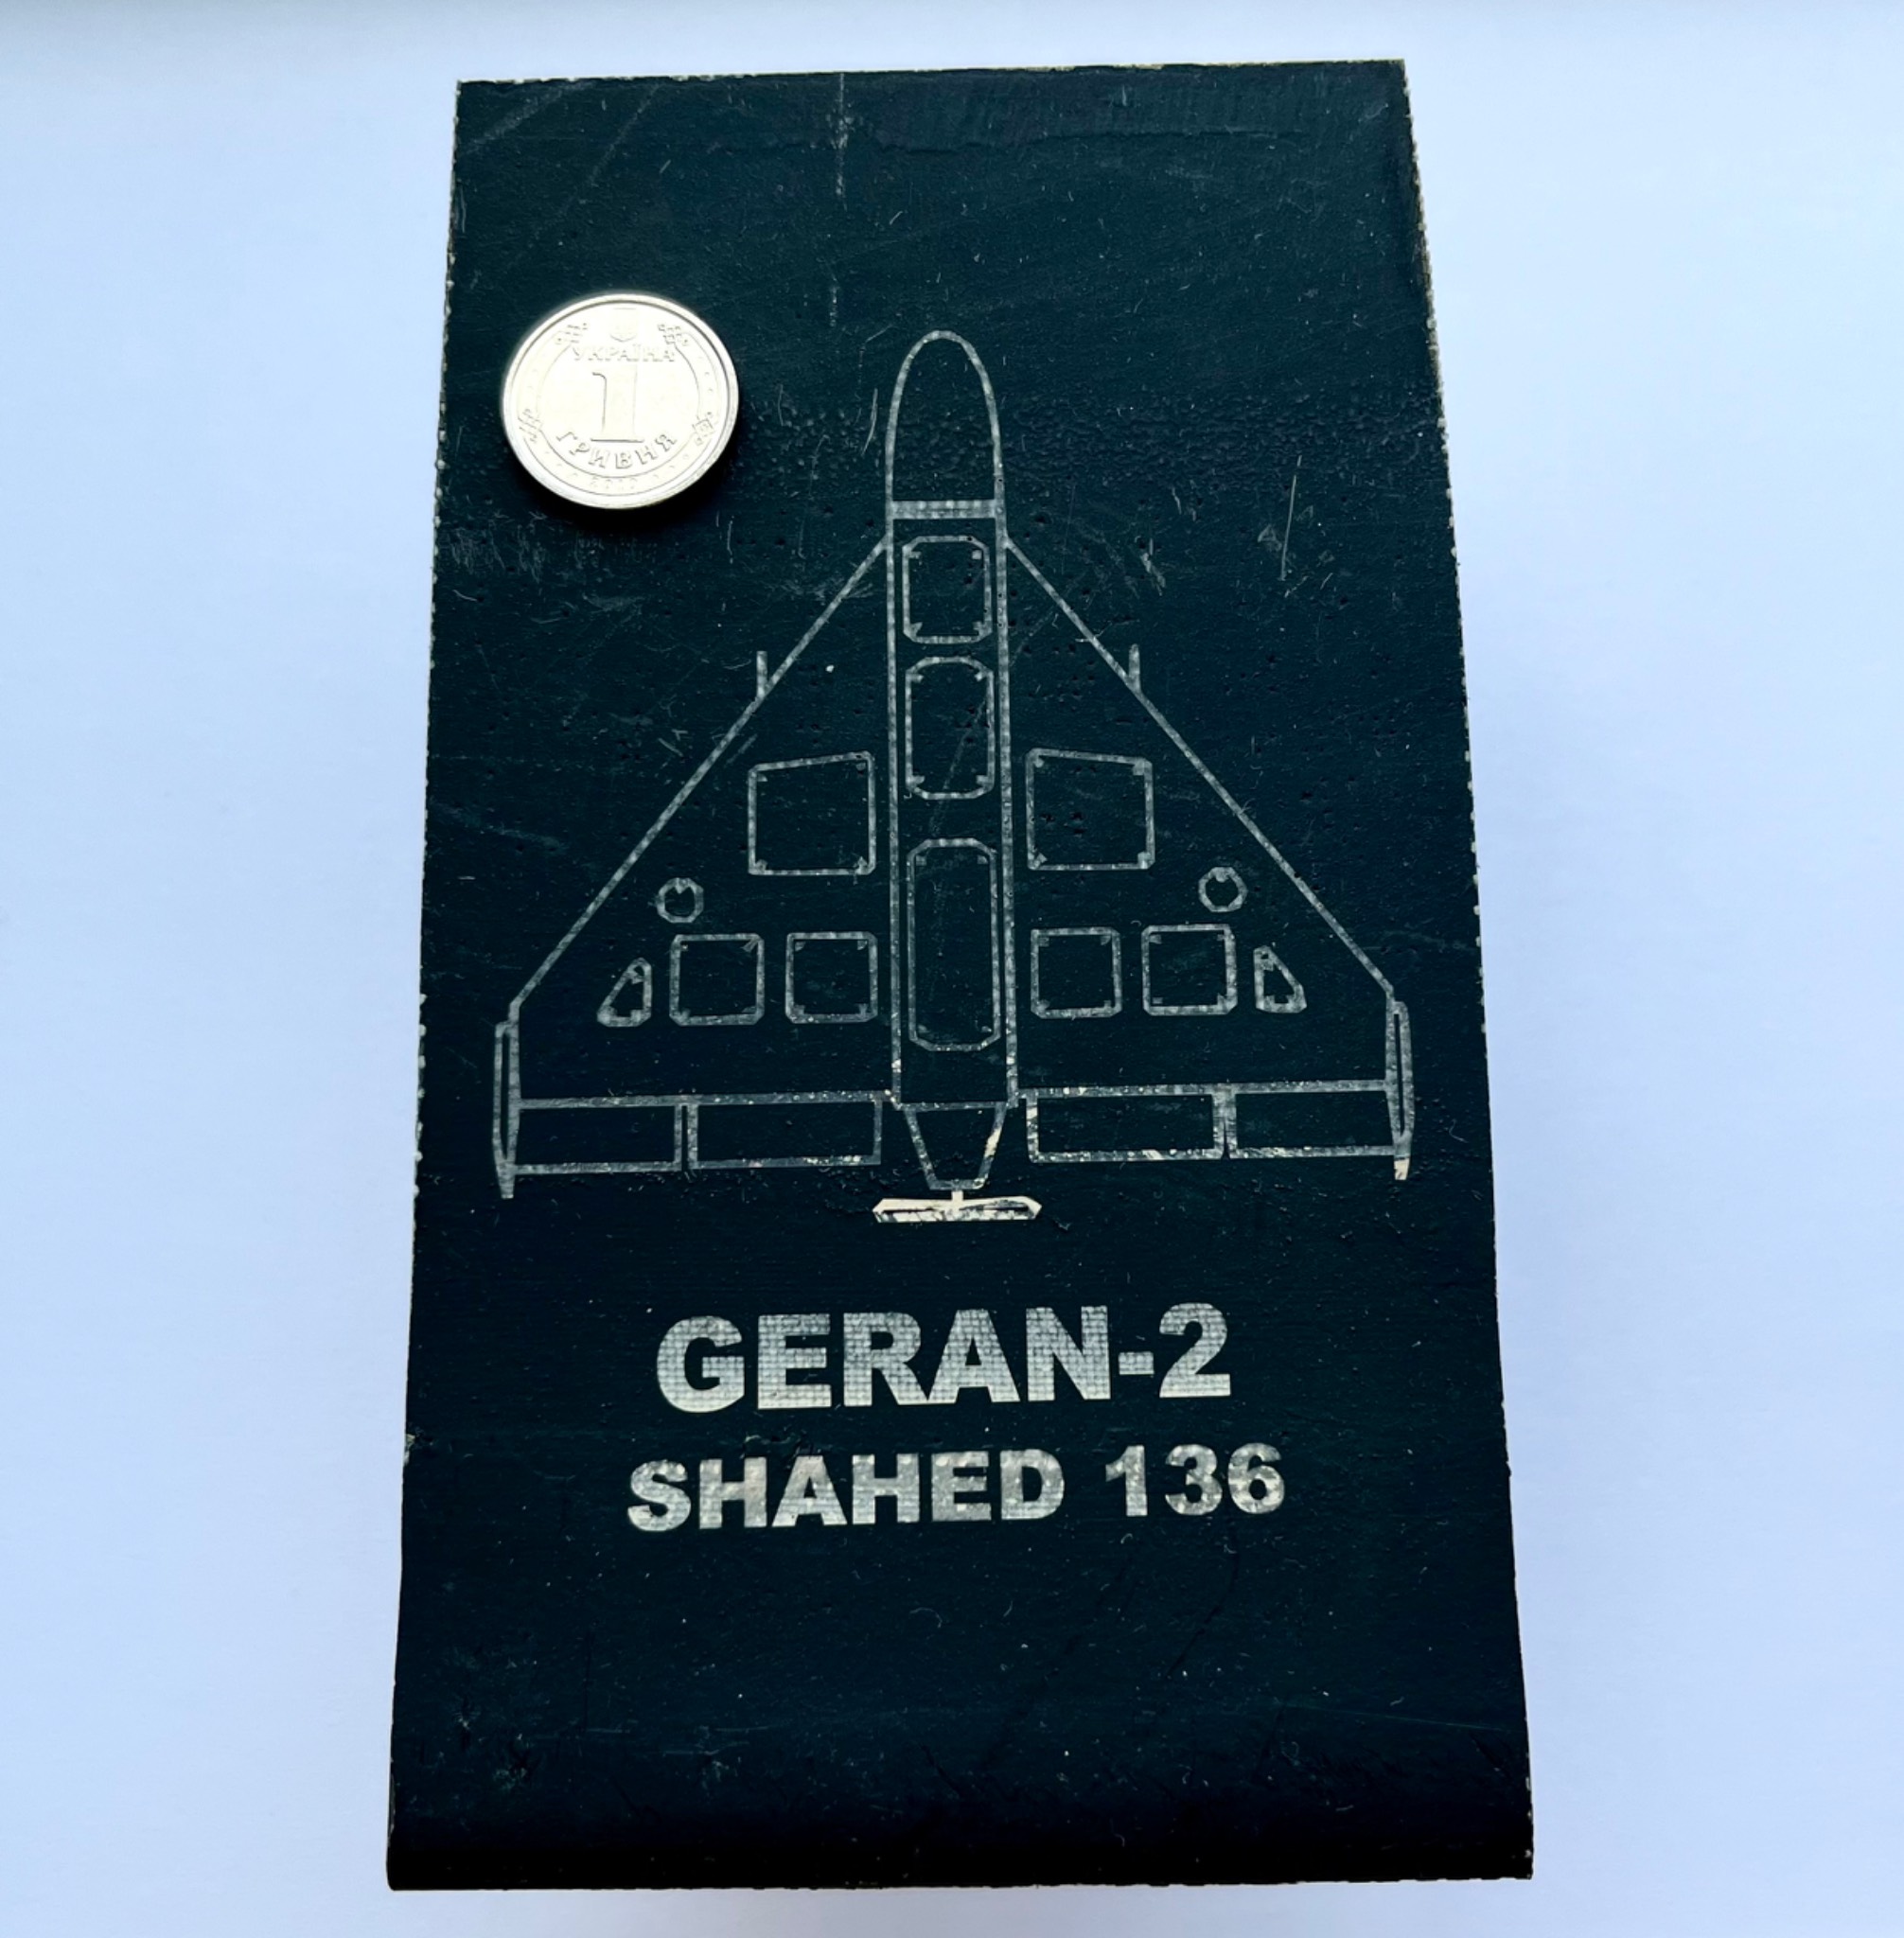 УКРАЇНА
1
ГРИВНЯ
GERAN-2
SHAHED 136